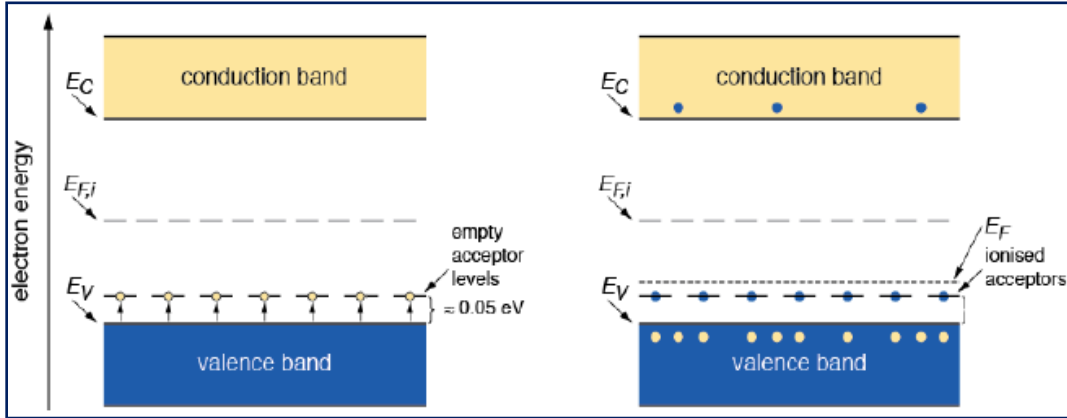 electron energy
conduction band
E_C
E_F,i
empty
acceptor
levels
E_V
≈ 0.05 eV
valence band
conduction band
E_C
E_F,i
E_F
ionised
acceptors
E_V
valence band